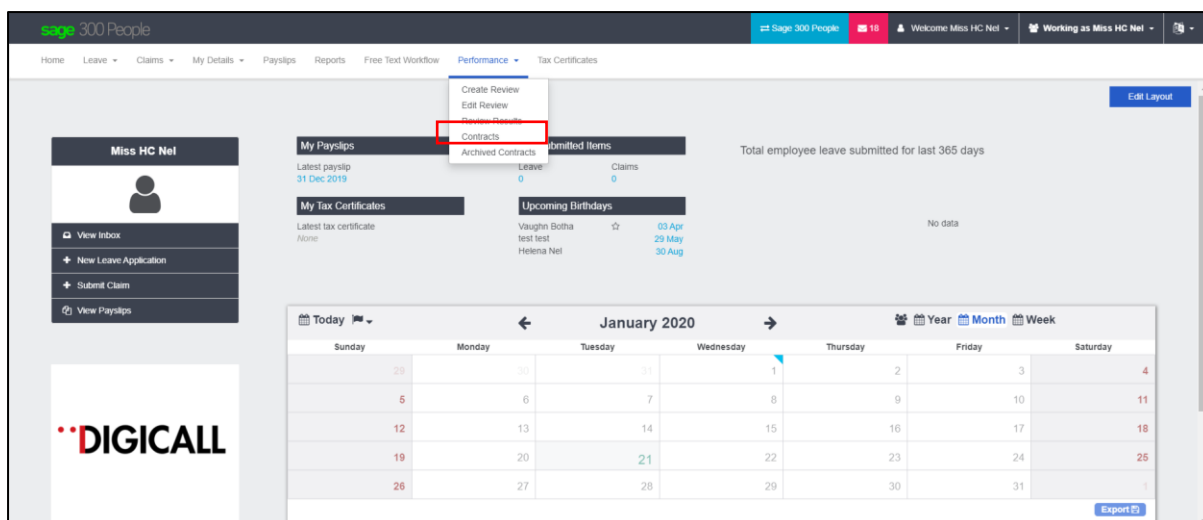 sage 300 People
Sage 300 People 18 Welcome Miss HC Nel Working as Miss HC Nel
Home Leave Claims My Details Payslips Reports Free Text Workflow Performance Tax Certificates
Create Review
Edit Review
Review Results
Contracts
Archived Contracts
Edit Layout
Miss HC Nel
View Inbox
New Leave Application
Submit Claim
View Payslips
DIGICALL
My Payslips
Latest payslip
31 Dec 2019
My Tax Certificates
Latest tax certificate
None
ubmitted Items
Leave Claims
0 0
Upcoming Birthdays
Vaughn Botha 03 Apr
test test 29 May
Helena Nel 30 Aug
Total employee leave submitted for last 365 days
No data
Today January 2020 Year Month Week
Sunday Monday Tuesday Wednesday Thursday Friday Saturday
29 30 31 1 2 3 4
5 6 7 8 9 10 11
12 13 14 15 16 17 18
19 20 21 22 23 24 25
26 27 28 29 30 31 1
Export